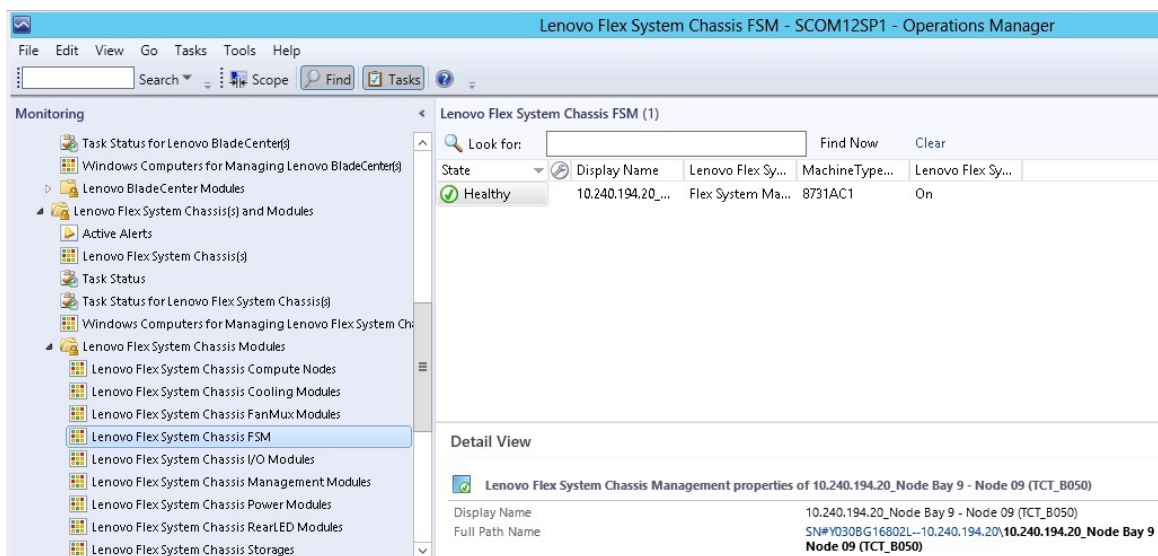 Lenovo Flex System Chassis FSM - SCOM12SP1 - Operations Manager
File Edit View Go Tasks Tools Help
Search Scope Find Tasks
Monitoring
Task Status for Lenovo BladeCenter(s)
Windows Computers for Managing Lenovo BladeCenter(s)
Lenovo BladeCenter Modules
Lenovo Flex System Chassis(s) and Modules
Active Alerts
Lenovo Flex System Chassis(s)
Task Status
Task Status for Lenovo Flex System Chassis(s)
Windows Computers for Managing Lenovo Flex System Cha
Lenovo Flex System Chassis Modules
Lenovo Flex System Chassis Compute Nodes
Lenovo Flex System Chassis Cooling Modules
Lenovo Flex System Chassis FanMux Modules
Lenovo Flex System Chassis FSM
Lenovo Flex System Chassis I/O Modules
Lenovo Flex System Chassis Management Modules
Lenovo Flex System Chassis Power Modules
Lenovo Flex System Chassis RearLED Modules
Lenovo Flex System Chassis Storages
Lenovo Flex System Chassis FSM (1)
Look for: Find Now Clear
State Display Name Lenovo Flex Sy... MachineType... Lenovo Flex Sy...
Healthy 10.240.194.20_... Flex System Ma... 8731AC1 On
Detail View
Lenovo Flex System Chassis Management properties of 10.240.194.20_Node Bay 9 - Node 09 (TCT_B050)
Display Name 10.240.194.20_Node Bay 9 - Node 09 (TCT_B050)
Full Path Name SN#Y030BG16802L--10.240.194.20\10.240.194.20_Node Bay 9
Node 09 (TCT_B050)